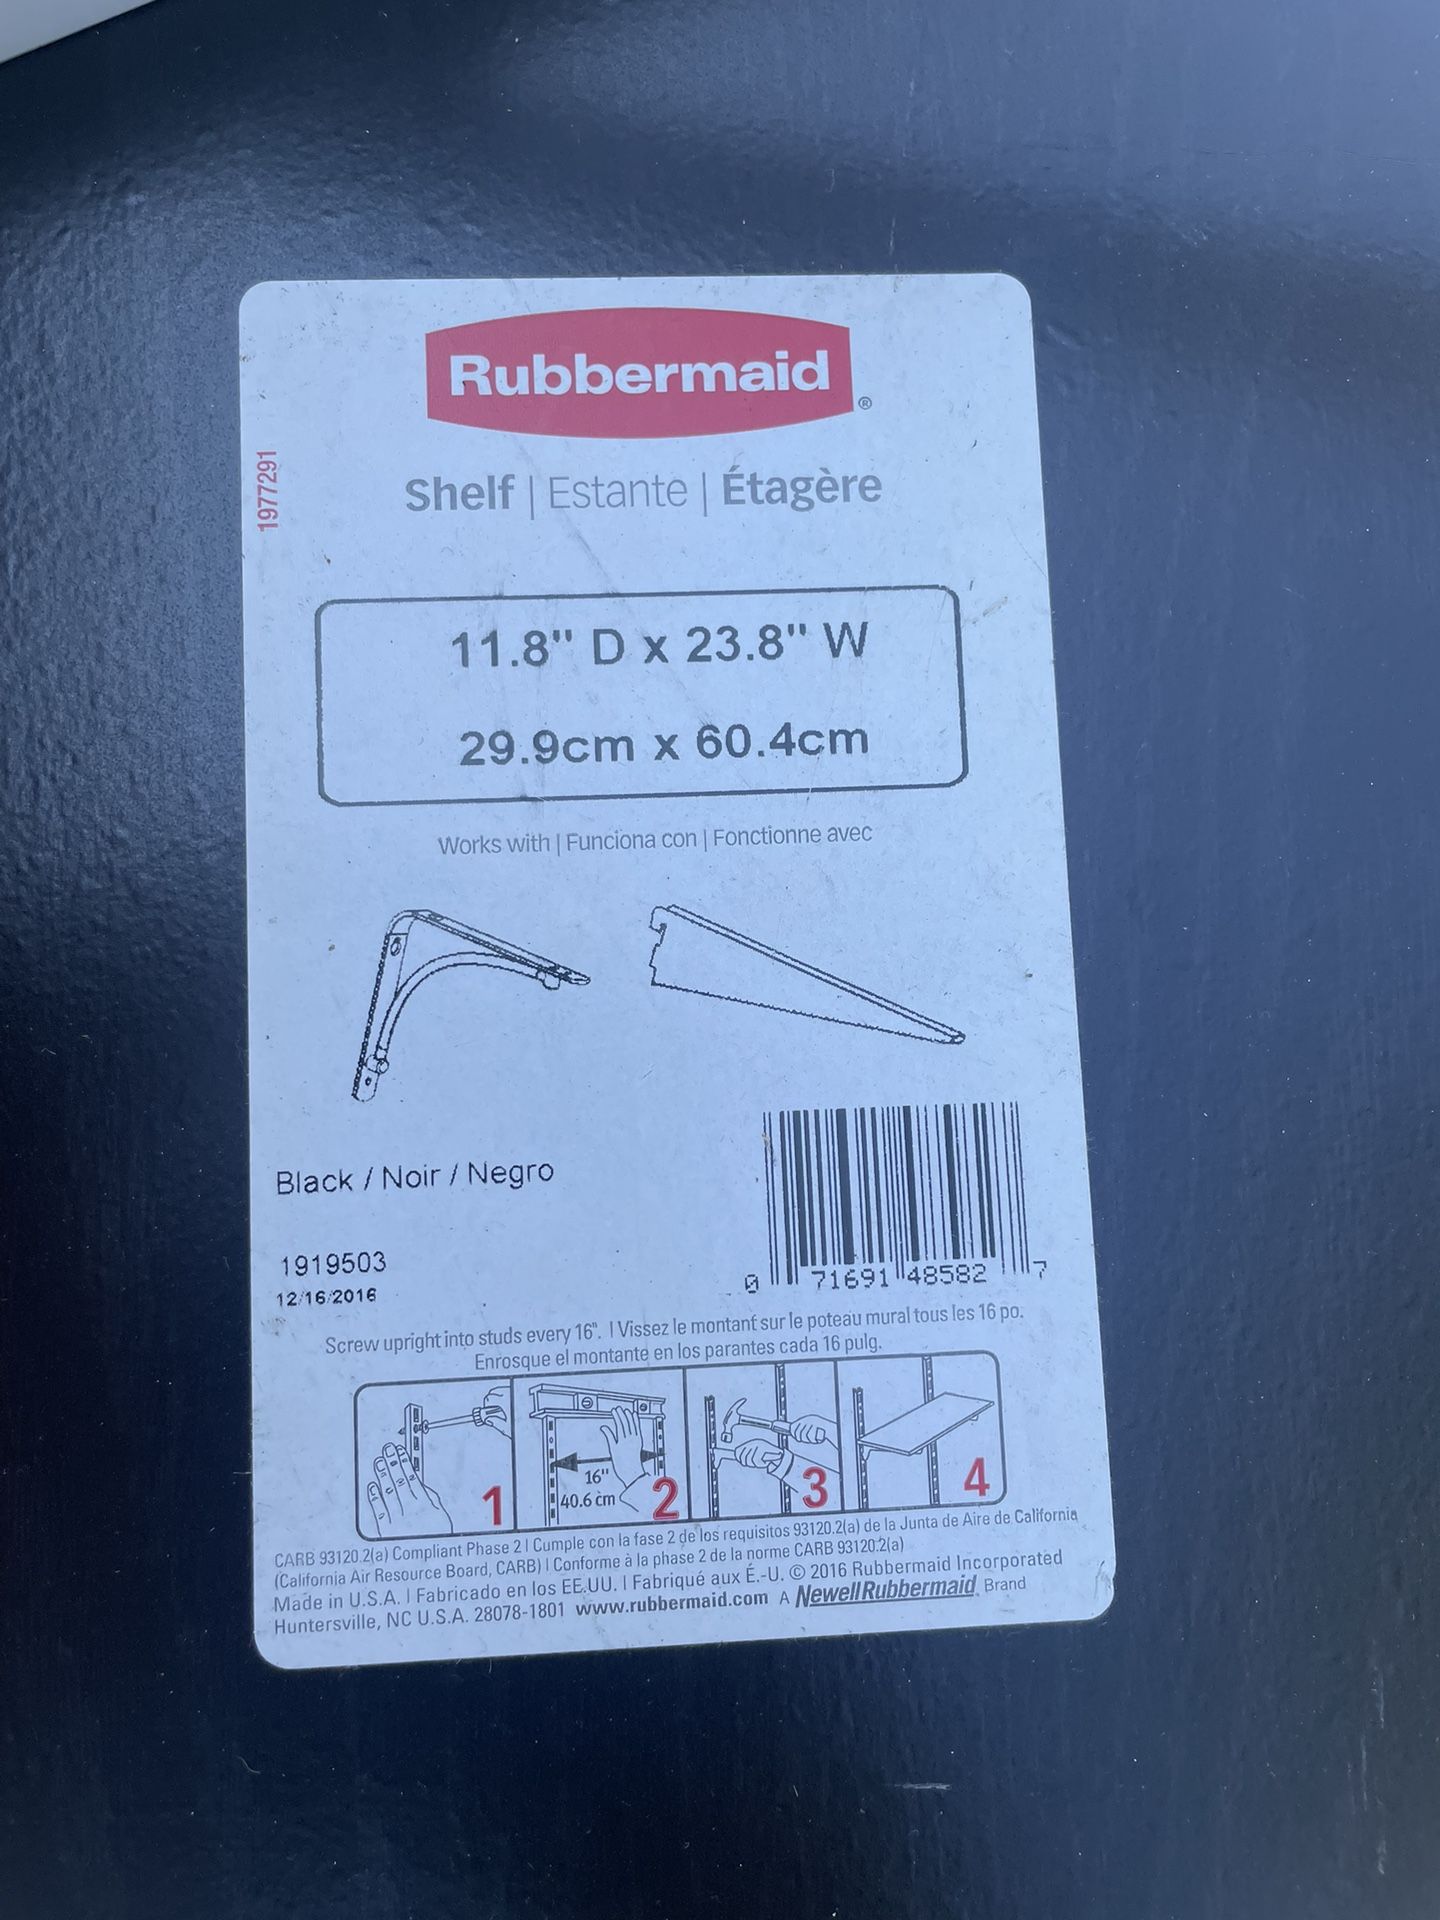 Rubbermaid®
1977291
Shelf | Estante | Étagère
11.8" D x 23.8" W
29.9cm x 60.4cm
Works with | Funciona con | Fonctionne avec
Black / Noir / Negro
1919503
12/16/2016
0 71691 48582 7
Screw upright into studs every 16". | Vissez le montant sur le poteau mural tous les 16 po.
Enrosque el montante en los parantes cada 16 pulg.
1
16"
40.6 cm
2
3
4
CARB 93120.2(a) Compliant Phase 2 | Cumple con la fase 2 de los requisitos 93120.2(a) de la Junta de Aire de California
(California Air Resource Board, CARB) | Conforme à la phase 2 de la norme CARB 93120.2(a)
Made in U.S.A. | Fabricado en los EE.UU. | Fabriqué aux É.-U. © 2016 Rubbermaid Incorporated
Huntersville, NC U.S.A. 28078-1801 www.rubbermaid.com A NewellRubbermaid Brand